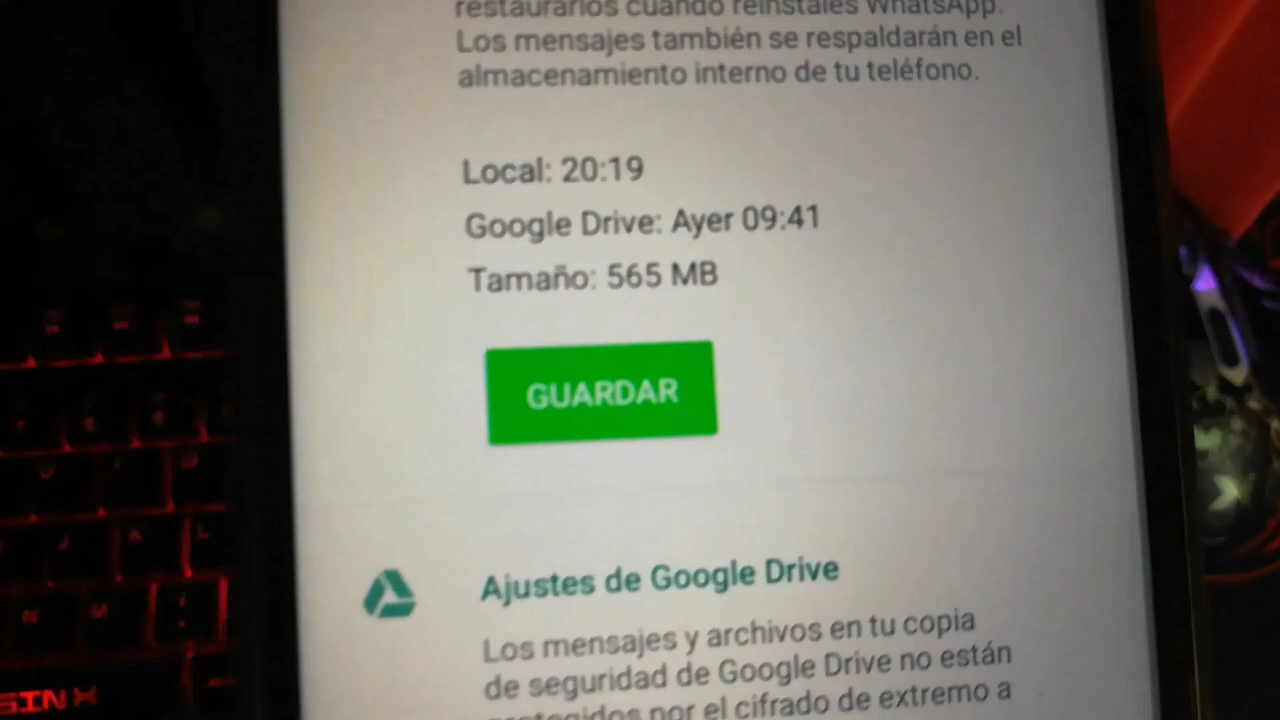 restaurarlos cuando reinstales WhatsApp.
Los mensajes también se respaldarán en el
almacenamiento interno de tu teléfono.
Local: 20:19
Google Drive: Ayer 09:41
Tamaño: 565 MB
GUARDAR
Ajustes de Google Drive
Los mensajes y archivos en tu copia
de seguridad de Google Drive no están
protegidos por el cifrado de extremo a
J
K
L
N
M